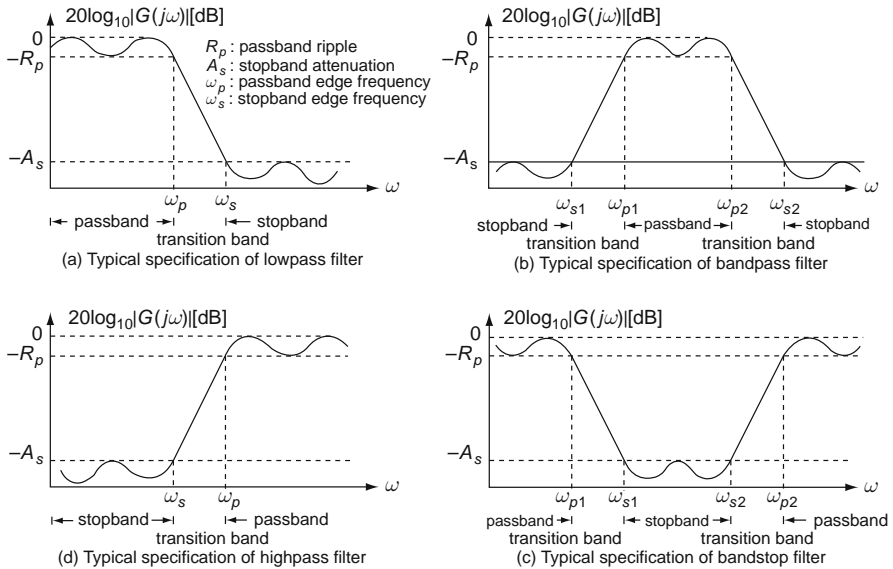 20log₁₀|G(jω)|[dB]
0
−Rₚ
−Aₛ
Rₚ : passband ripple
Aₛ : stopband attenuation
ωₚ : passband edge frequency
ωₛ : stopband edge frequency
ωₚ ωₛ ω
passband stopband
transition band
(a) Typical specification of lowpass filter
20log₁₀|G(jω)|[dB]
0
−Rₚ
−Aₛ
ωₛ₁ ωₚ₁ ωₚ₂ ωₛ₂ ω
stopband passband stopband
transition band transition band
(b) Typical specification of bandpass filter
20log₁₀|G(jω)|[dB]
0
−Rₚ
−Aₛ
ωₛ ωₚ ω
stopband passband
transition band
(d) Typical specification of highpass filter
20log₁₀|G(jω)|[dB]
0
−Rₚ
−Aₛ
ωₚ₁ ωₛ₁ ωₛ₂ ωₚ₂ ω
passband stopband passband
transition band transition band
(c) Typical specification of bandstop filter